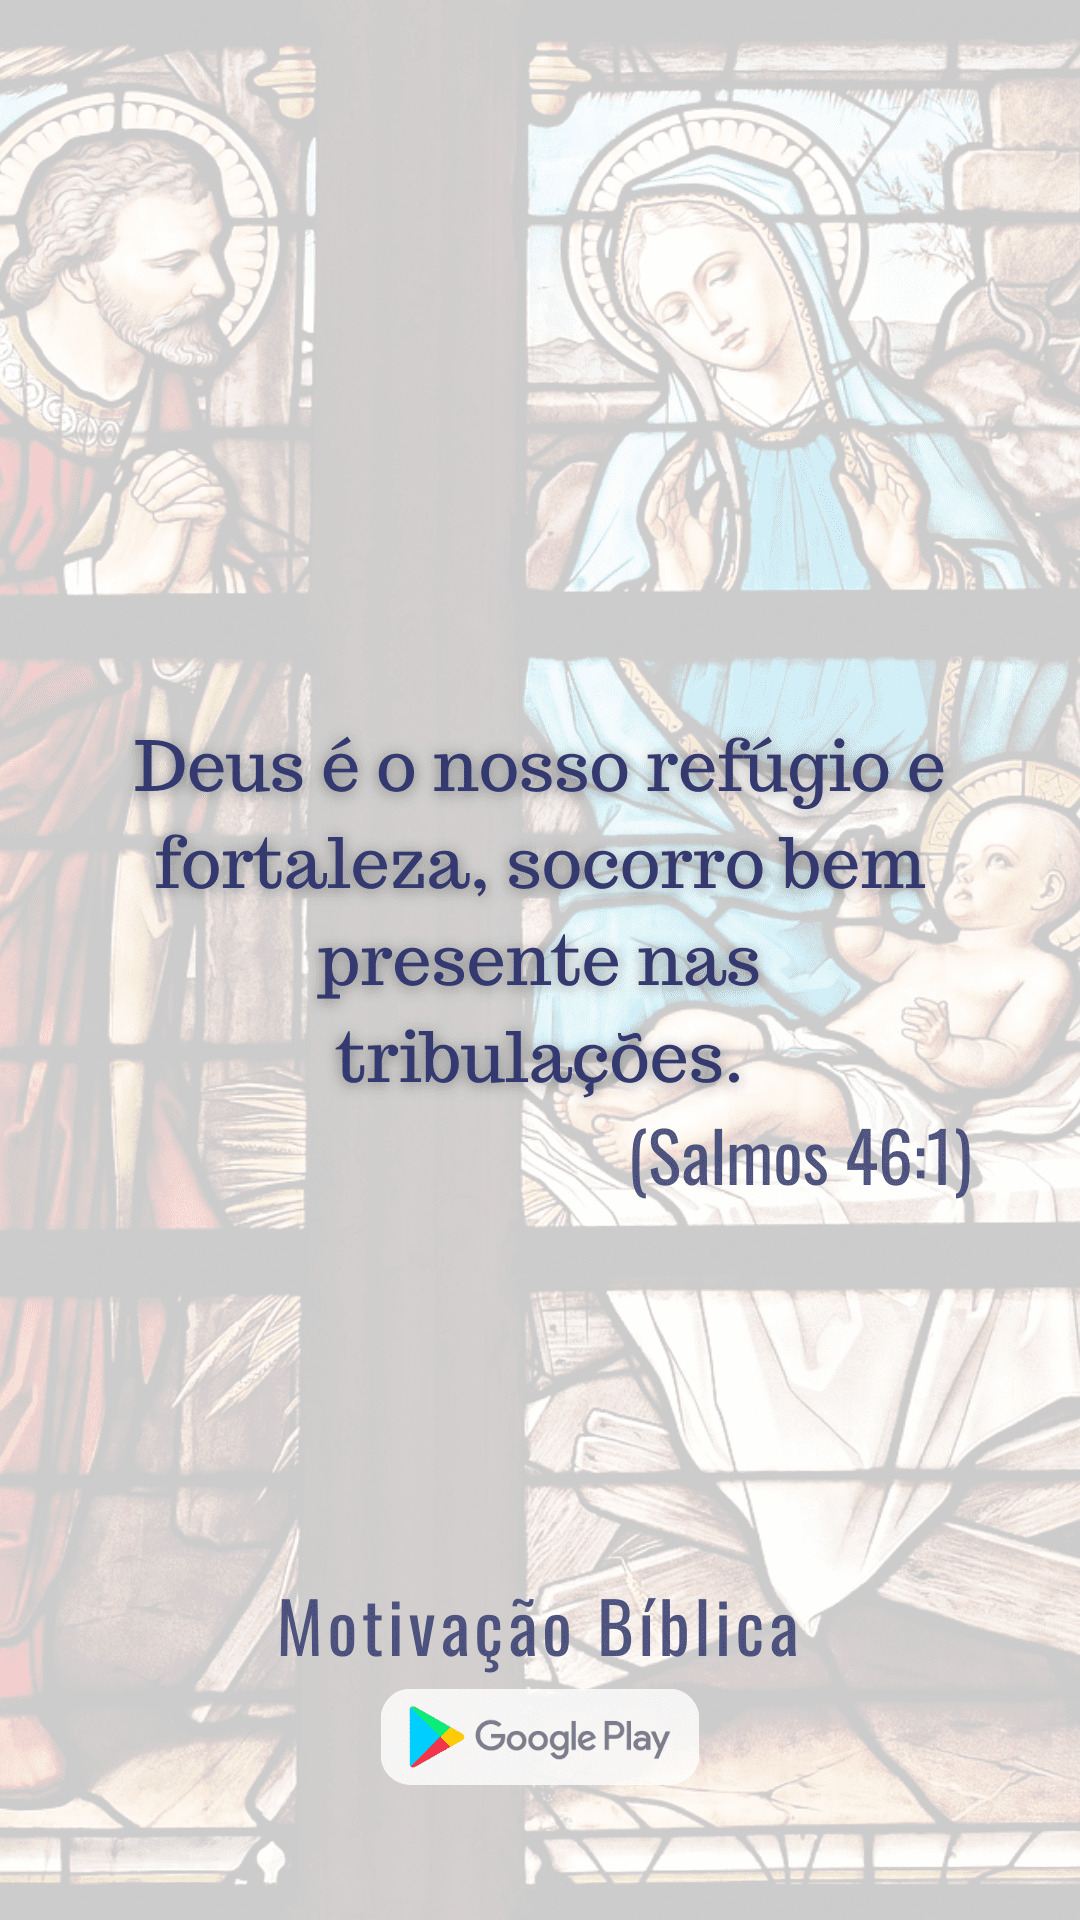 Deus é o nosso refúgio e
fortaleza, socorro bem
presente nas
tribulações.
(Salmos 46:1)
Motivação Bíblica
Google Play